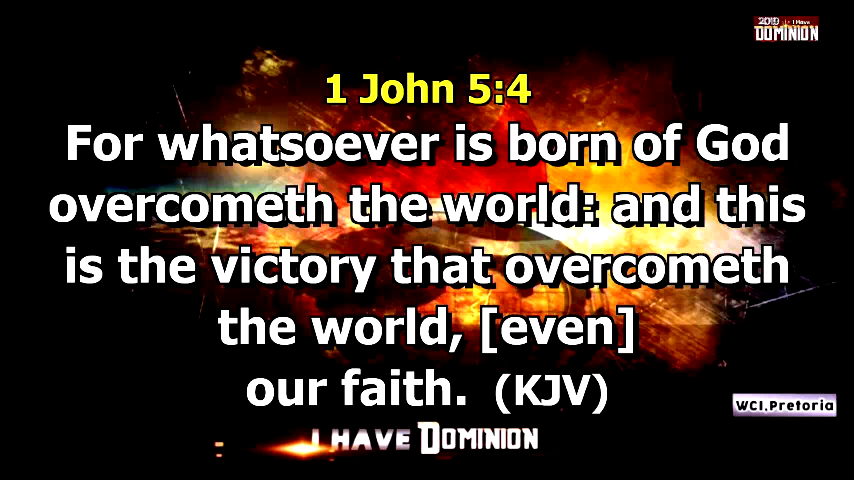 2019 I Have
DOMINION
1 John 5:4
For whatsoever is born of God
overcometh the world: and this
is the victory that overcometh
the world, [even]
our faith. (KJV)
WCI,Pretoria
I HAVE DOMINION